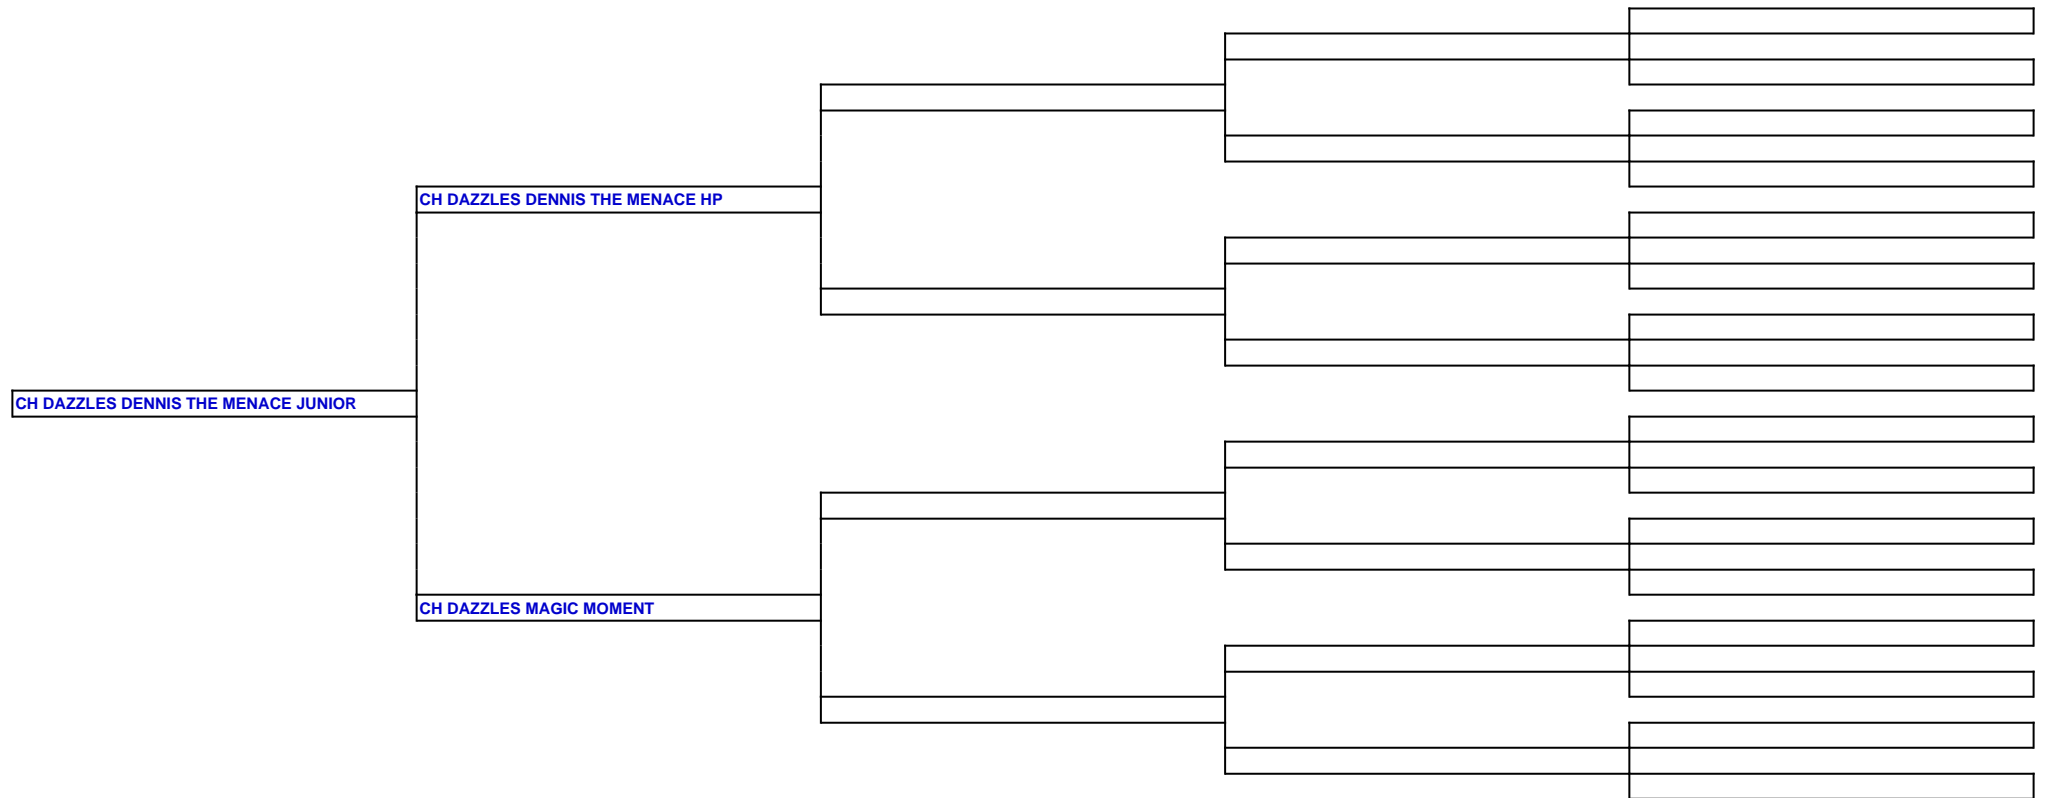 CH DAZZLES DENNIS THE MENACE HP
CH DAZZLES DENNIS THE MENACE JUNIOR
CH DAZZLES MAGIC MOMENT